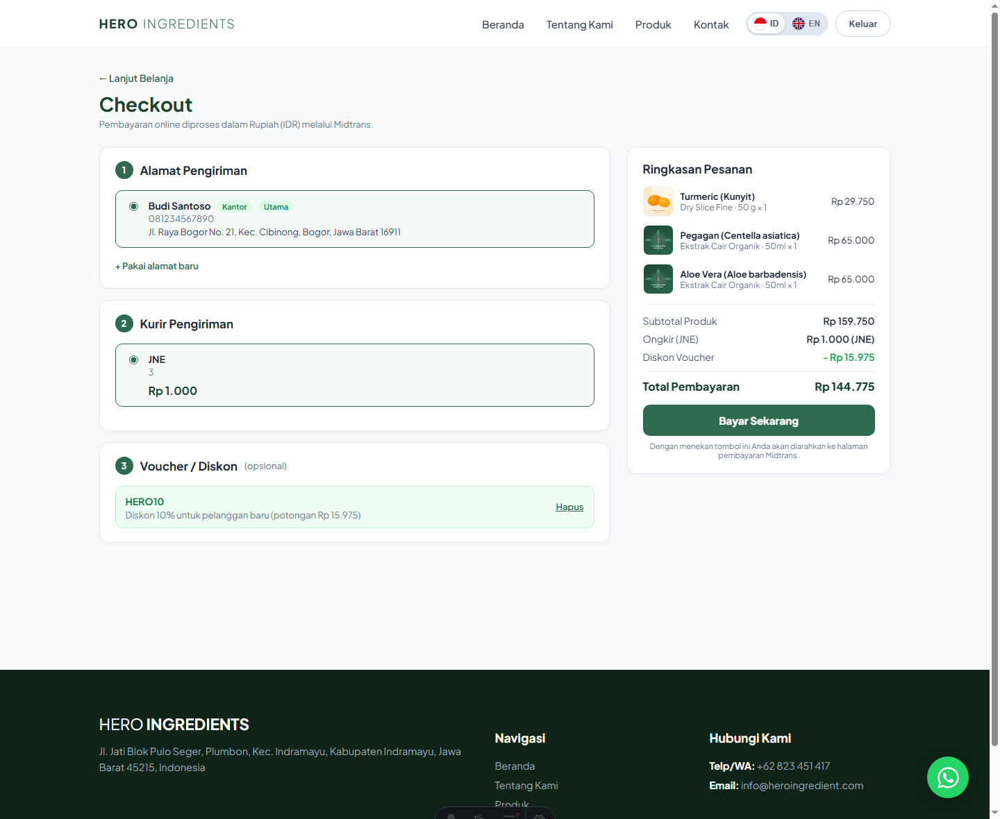 HERO INGREDIENTS
Beranda
Tentang Kami
Produk
Kontak
ID
EN
Keluar
← Lanjut Belanja
Checkout
Pembayaran online diproses dalam Rupiah (IDR) melalui Midtrans.
1 Alamat Pengiriman
Budi Santoso Kantor Utama
081234567890
Jl. Raya Bogor No. 21, Kec. Cibinong, Bogor, Jawa Barat 16911
+ Pakai alamat baru
2 Kurir Pengiriman
JNE
3
Rp 1.000
3 Voucher / Diskon (opsional)
HERO10
Diskon 10% untuk pelanggan baru (potongan Rp 15.975)
Hapus
Ringkasan Pesanan
Turmeric (Kunyit)
Dry Slice Fine · 50 g × 1
Rp 29.750
Pegagan (Centella asiatica)
Ekstrak Cair Organik · 50ml × 1
Rp 65.000
Aloe Vera (Aloe barbadensis)
Ekstrak Cair Organik · 50ml × 1
Rp 65.000
Subtotal Produk Rp 159.750
Ongkir (JNE) Rp 1.000 (JNE)
Diskon Voucher - Rp 15.975
Total Pembayaran Rp 144.775
Bayar Sekarang
Dengan menekan tombol ini Anda akan diarahkan ke halaman
pembayaran Midtrans.
HERO INGREDIENTS
Jl. Jati Blok Pulo Seger, Plumbon, Kec. Indramayu, Kabupaten Indramayu, Jawa
Barat 45215, Indonesia
Navigasi
Beranda
Tentang Kami
Produk
Hubungi Kami
Telp/WA: +62 823 451 417
Email: info@heroingredient.com